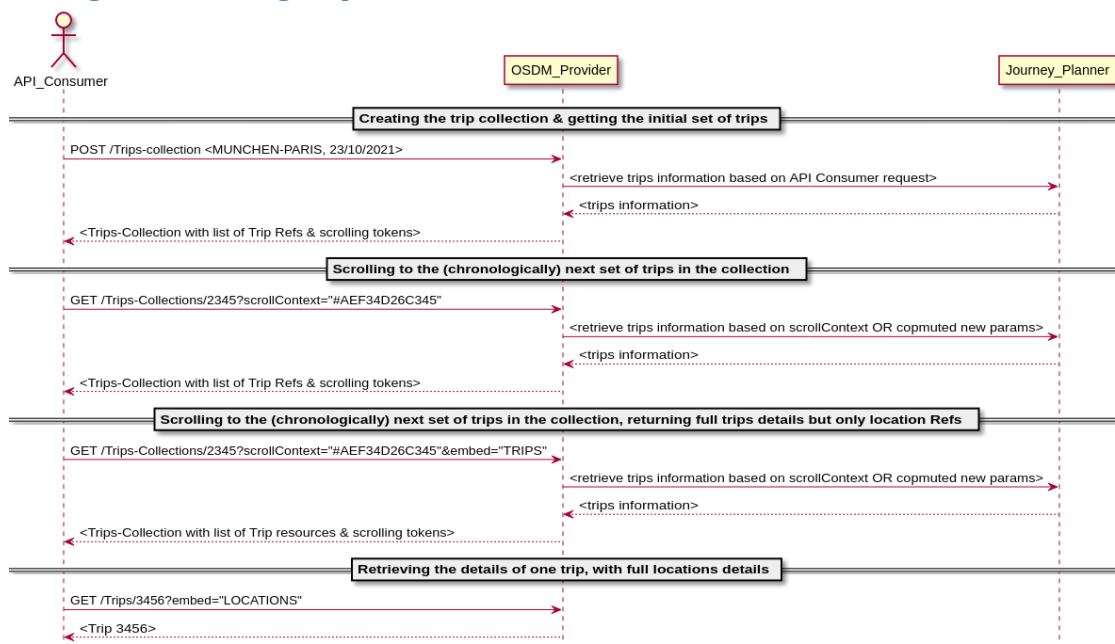 API_Consumer
OSDM_Provider
Journey_Planner
Creating the trip collection & getting the initial set of trips
POST /Trips-collection <MUNCHEN-PARIS, 23/10/2021>
<retrieve trips information based on API Consumer request>
<trips information>
<Trips-Collection with list of Trip Refs & scrolling tokens>
Scrolling to the (chronologically) next set of trips in the collection
GET /Trips-Collections/2345?scrollContext="#AEF34D26C345"
<retrieve trips information based on scrollContext OR copmuted new params>
<trips information>
<Trips-Collection with list of Trip Refs & scrolling tokens>
Scrolling to the (chronologically) next set of trips in the collection, returning full trips details but only location Refs
GET /Trips-Collections/2345?scrollContext="#AEF34D26C345"&embed="TRIPS"
<retrieve trips information based on scrollContext OR copmuted new params>
<trips information>
<Trips-Collection with list of Trip resources & scrolling tokens>
Retrieving the details of one trip, with full locations details
GET /Trips/3456?embed="LOCATIONS"
<Trip 3456>